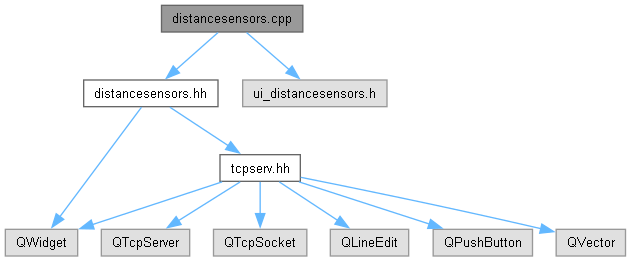 distancesensors.cpp
distancesensors.hh
ui_distancesensors.h
tcpserv.hh
QWidget
QTcpServer
QTcpSocket
QLineEdit
QPushButton
QVector